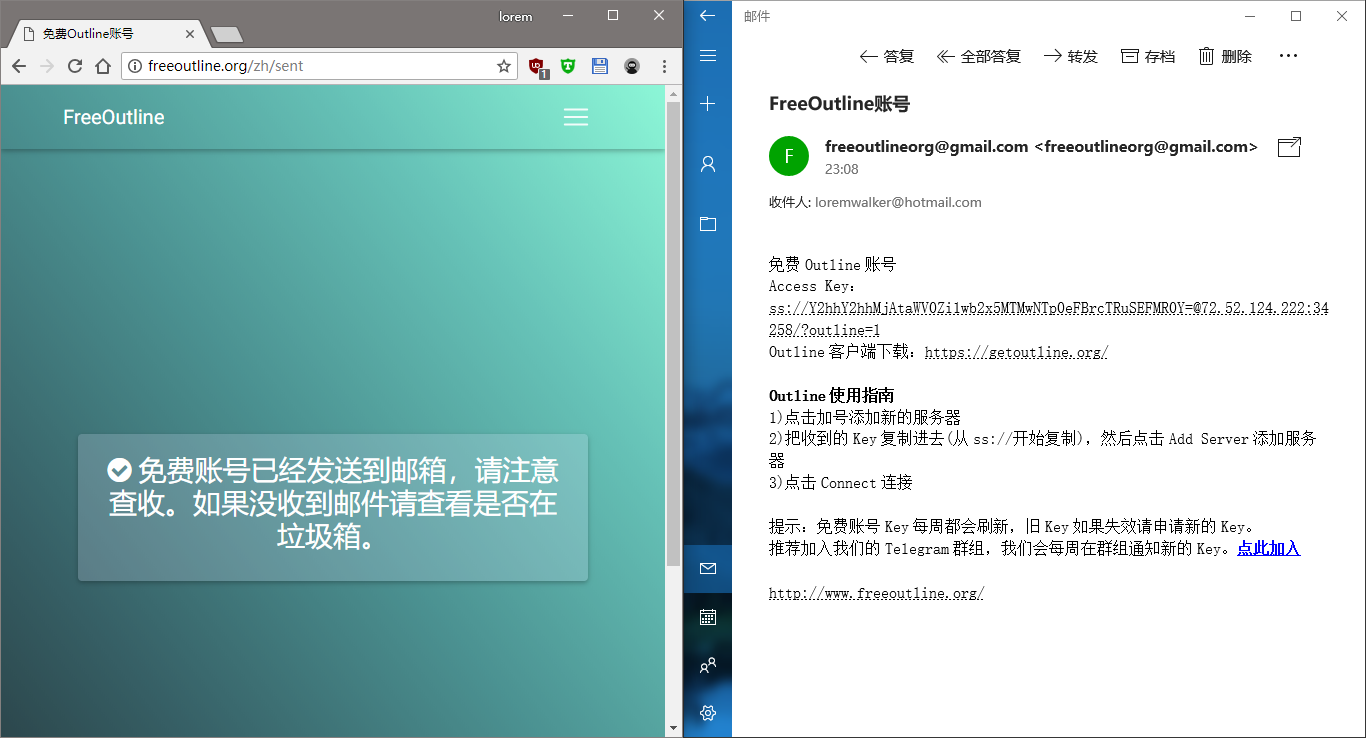 lorem
免费Outline账号
freeoutline.org/zh/sent
1
FreeOutline
免费账号已经发送到邮箱，请注意
查收。如果没收到邮件请查看是否在
垃圾箱。
邮件
答复
全部答复
转发
存档
删除
FreeOutline账号
F
freeoutlineorg@gmail.com <freeoutlineorg@gmail.com>
23:08
收件人: loremwalker@hotmail.com
免费 Outline 账号
Access Key：
ss://Y2hhY2hhMjAtaWV0Zi1wb2x5MTMwNTp0eFBrcTRuSEFMR0Y=@72.52.124.222:34
258/?outline=1
Outline 客户端下载：https://getoutline.org/
Outline 使用指南
1)点击加号添加新的服务器
2)把收到的 Key 复制进去(从 ss://开始复制)，然后点击 Add Server 添加服务
器
3)点击 Connect 连接
提示：免费账号 Key 每周都会刷新，旧 Key 如果失效请申请新的 Key。
推荐加入我们的 Telegram 群组，我们会每周在群组通知新的 Key。点此加入
http://www.freeoutline.org/